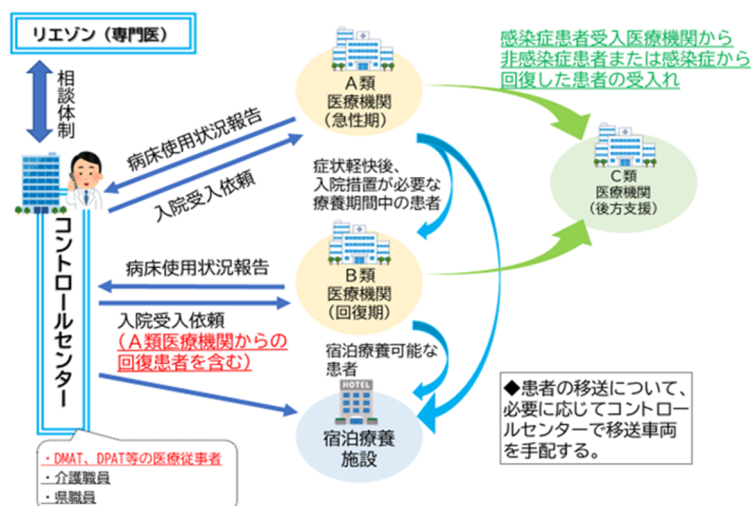 リエゾン（専門医）
相談体制
コントロールセンター
・DMAT、DPAT等の医療従事者
・介護職員
・県職員
病床使用状況報告
入院受入依頼
病床使用状況報告
入院受入依頼
（Ａ類医療機関からの
回復患者を含む）
Ａ類
医療機関
（急性期）
症状軽快後、
入院措置が必要な
療養期間中の患者
Ｂ類
医療機関
（回復期）
宿泊療養可能な
患者
HOTEL
宿泊療養
施設
感染症患者受入医療機関から
非感染症患者または感染症から
回復した患者の受入れ
Ｃ類
医療機関
（後方支援）
◆患者の移送について、
必要に応じてコントロー
ルセンターで移送車両
を手配する。